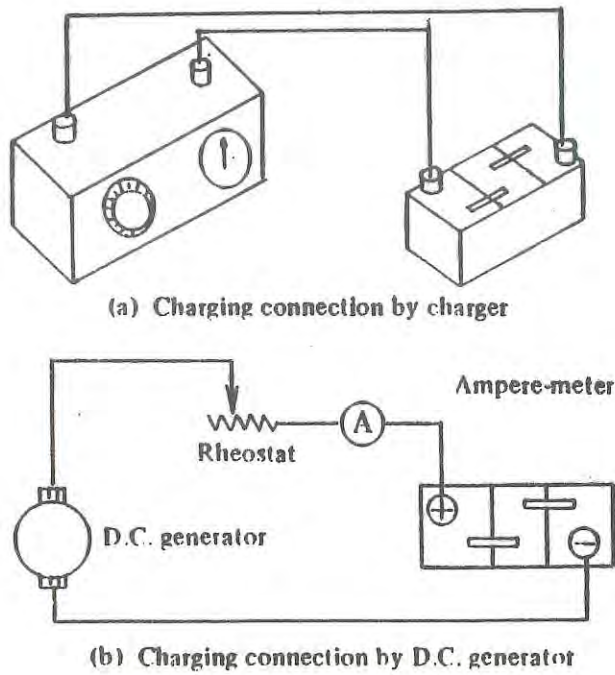 (a) Charging connection by charger
Ampere-meter
A
Rheostat
D.C. generator
+
−
(b) Charging connection by D.C. generator